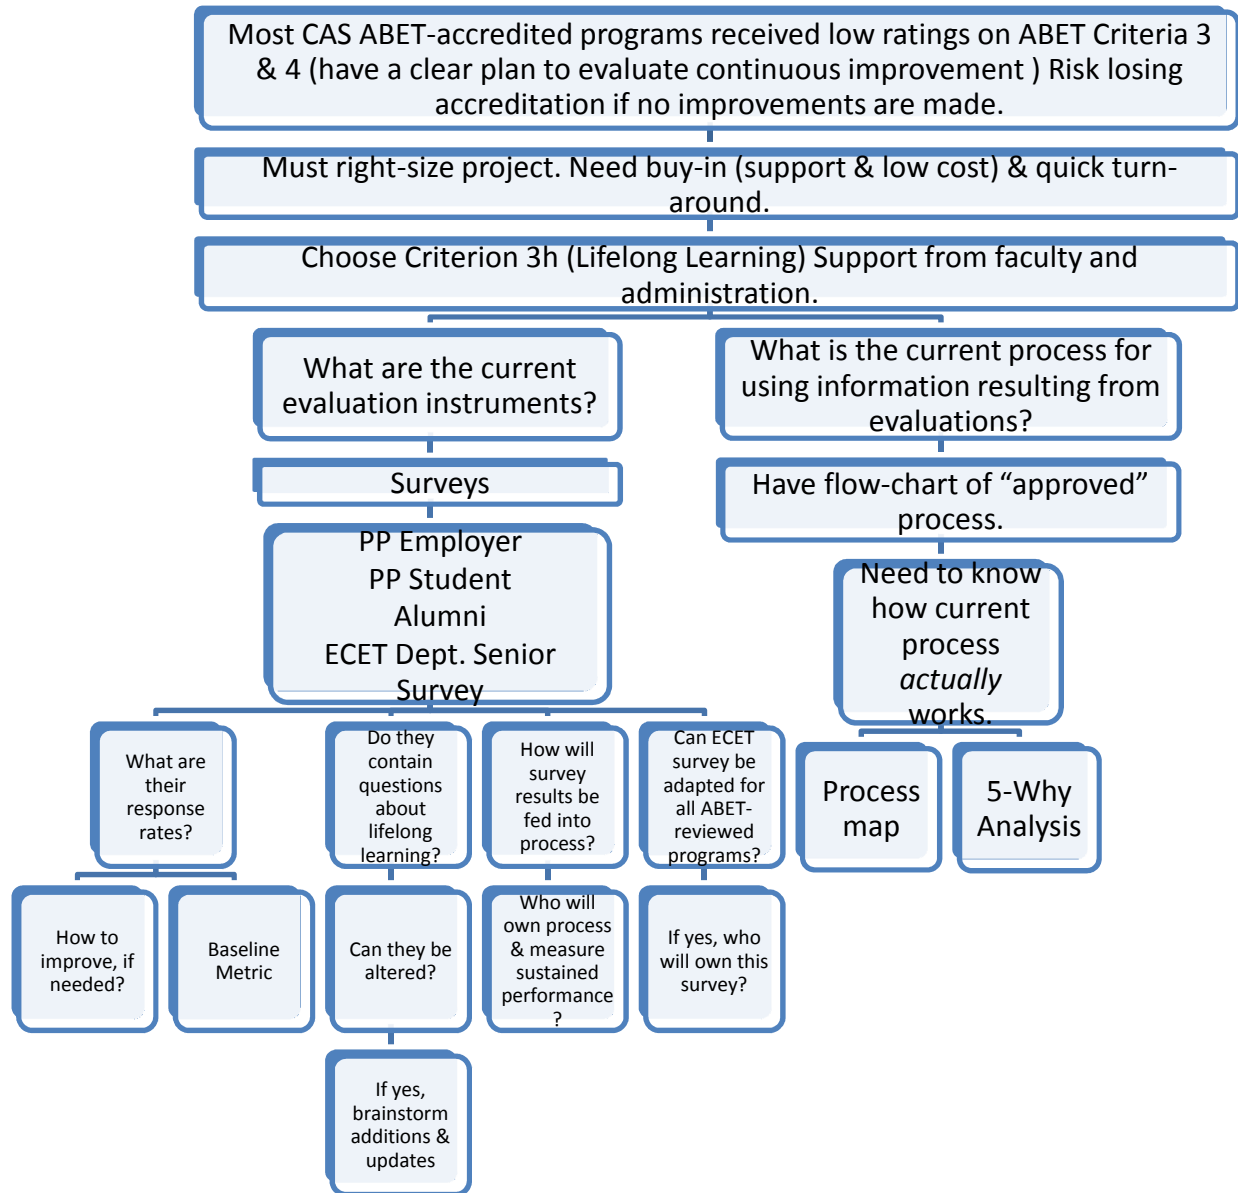 Most CAS ABET-accredited programs received low ratings on ABET Criteria 3
& 4 (have a clear plan to evaluate continuous improvement ) Risk losing
accreditation if no improvements are made.
Must right-size project. Need buy-in (support & low cost) & quick turn-
around.
Choose Criterion 3h (Lifelong Learning) Support from faculty and
administration.
What are the current
evaluation instruments?
What is the current process for
using information resulting from
evaluations?
Surveys
Have flow-chart of “approved”
process.
PP Employer
PP Student
Alumni
ECET Dept. Senior
Survey
Need to know
how current
process
actually
works.
What are
their
response
rates?
Do they
contain
questions
about
lifelong
learning?
How will
survey
results be
fed into
process?
Can ECET
survey be
adapted for
all ABET-
reviewed
programs?
Process
map
5-Why
Analysis
How to
improve, if
needed?
Baseline
Metric
Can they be
altered?
Who will
own process
& measure
sustained
performance
?
If yes, who
will own this
survey?
If yes,
brainstorm
additions &
updates